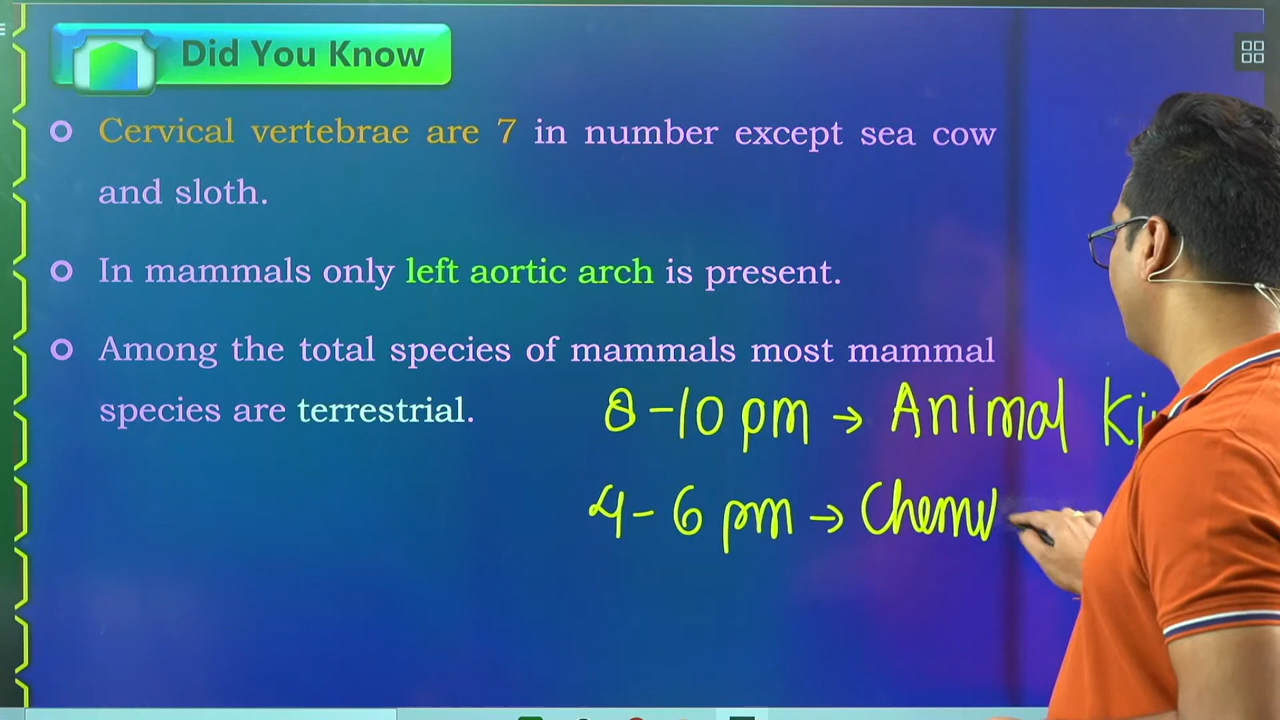 Did You Know
Cervical vertebrae are 7 in number except sea cow
and sloth.
In mammals only left aortic arch is present.
Among the total species of mammals most mammal
species are terrestrial.
8-10 pm → Animal Ki
4-6 pm → Chemi